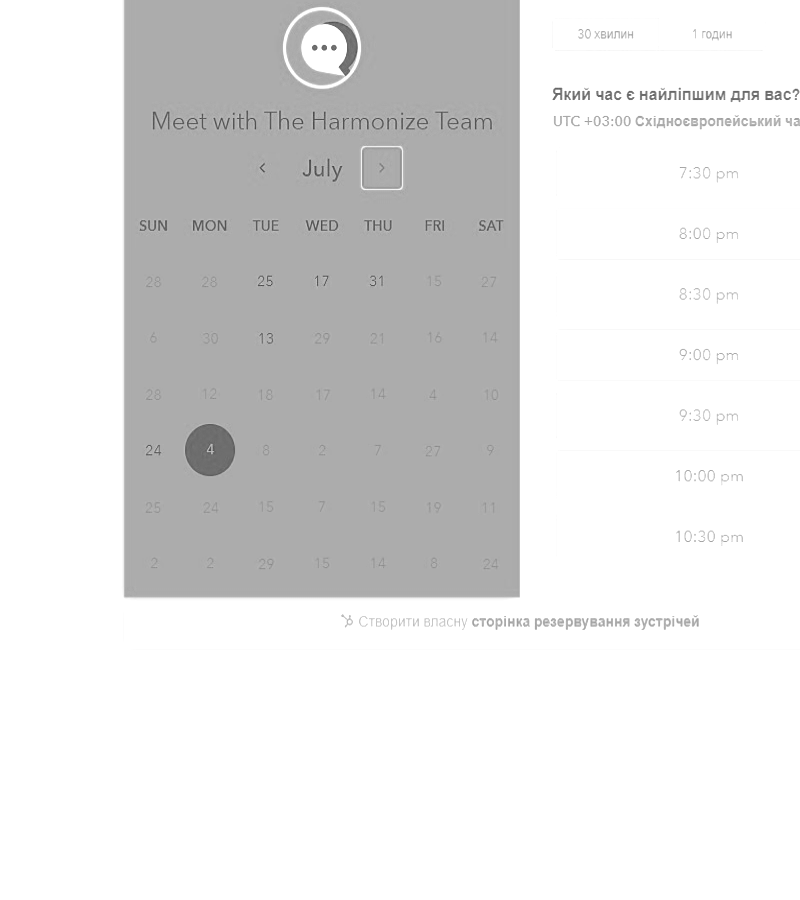 30 хвилин 1 годин
Який час є найліпшим для вас?
UTC +03:00 Східноєвропейський
Meet with The Harmonize Team
July
SUN MON TUE WED THU FRI SAT
28 28 25 17 31 15 27
6 30 13 29 21 16 14
28 12 18 17 14 4 10
24 4 8 2 7 27 9
25 24 15 7 15 19 11
2 2 29 15 14 8 24
7:30 pm
8:00 pm
8:30 pm
9:00 pm
9:30 pm
10:00 pm
10:30 pm
Створити власну сторінка резервування зустрічей